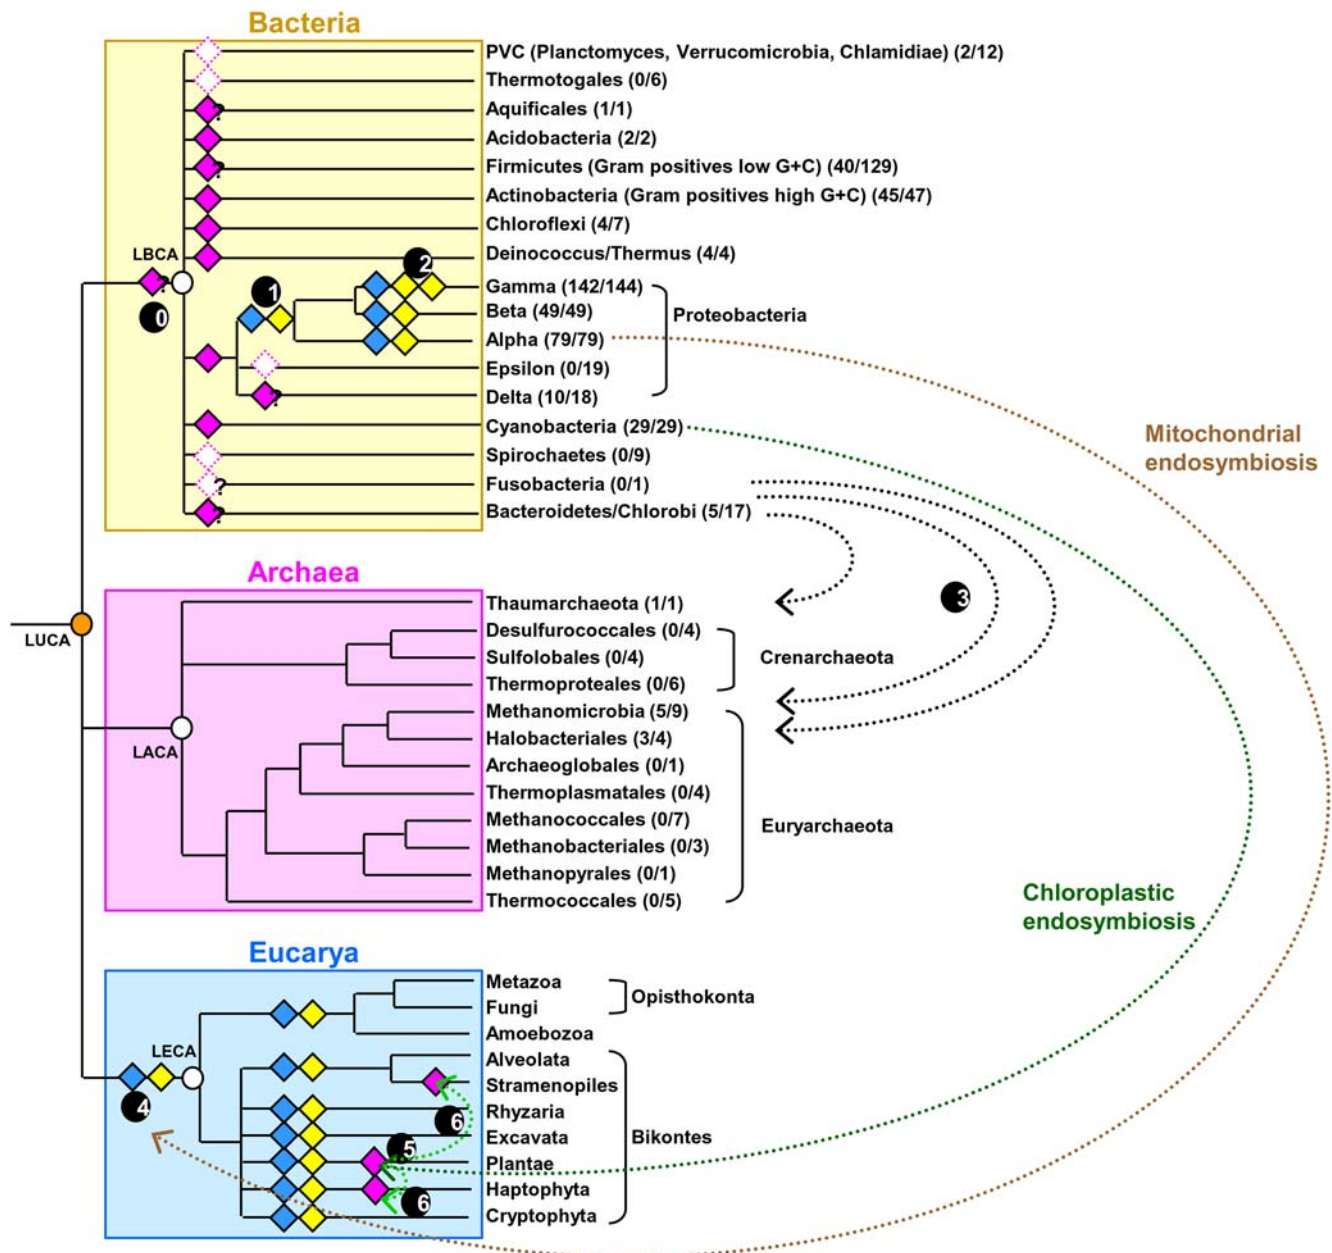 Bacteria
PVC (Planctomyces, Verrucomicrobia, Chlamidiae) (2/12)
Thermotogales (0/6)
?
Aquificales (1/1)
Acidobacteria (2/2)
?
Firmicutes (Gram positives low G+C) (40/129)
Actinobacteria (Gram positives high G+C) (45/47)
Chloroflexi (4/7)
LBCA
Deinococcus/Thermus (4/4)
?
0
1
2
Gamma (142/144)
Beta (49/49)
Proteobacteria
Alpha (79/79)
Epsilon (0/19)
?
Delta (10/18)
Cyanobacteria (29/29)
Spirochaetes (0/9)
?
Fusobacteria (0/1)
?
Bacteroidetes/Chlorobi (5/17)
Mitochondrial
endosymbiosis
Archaea
Thaumarchaeota (1/1)
3
LUCA
Desulfurococcales (0/4)
Sulfolobales (0/4)
Crenarchaeota
Thermoproteales (0/6)
Methanomicrobia (5/9)
LACA
Halobacteriales (3/4)
Archaeoglobales (0/1)
Thermoplasmatales (0/4)
Methanococcales (0/7)
Euryarchaeota
Methanobacteriales (0/3)
Methanopyrales (0/1)
Thermococcales (0/5)
Chloroplastic
endosymbiosis
Eucarya
Metazoa
Opisthokonta
Fungi
Amoebozoa
LECA
4
Alveolata
Stramenopiles
Rhyzaria
6
Excavata
Bikontes
5
Plantae
Haptophyta
6
Cryptophyta